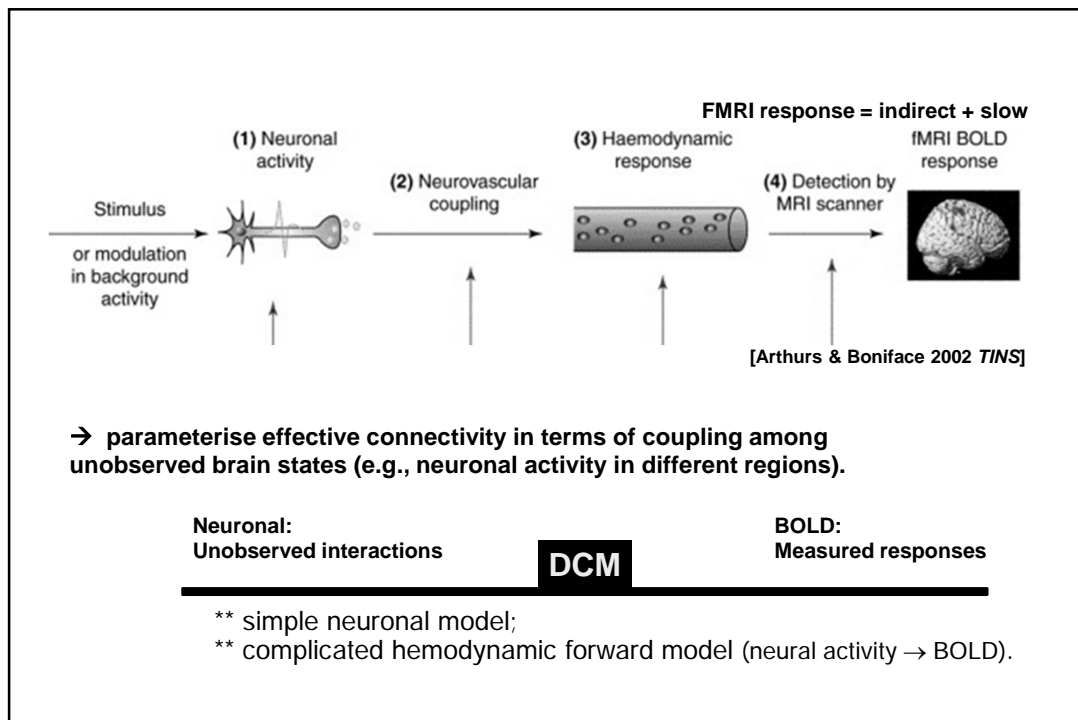 FMRI response = indirect + slow
(1) Neuronal
activity
(2) Neurovascular
coupling
(3) Haemodynamic
response
(4) Detection by
MRI scanner
fMRI BOLD
response
Stimulus
or modulation
in background
activity
[Arthurs & Boniface 2002 TINS]
→ parameterise effective connectivity in terms of coupling among
unobserved brain states (e.g., neuronal activity in different regions).
Neuronal:
Unobserved interactions
DCM
BOLD:
Measured responses
** simple neuronal model;
** complicated hemodynamic forward model (neural activity → BOLD).